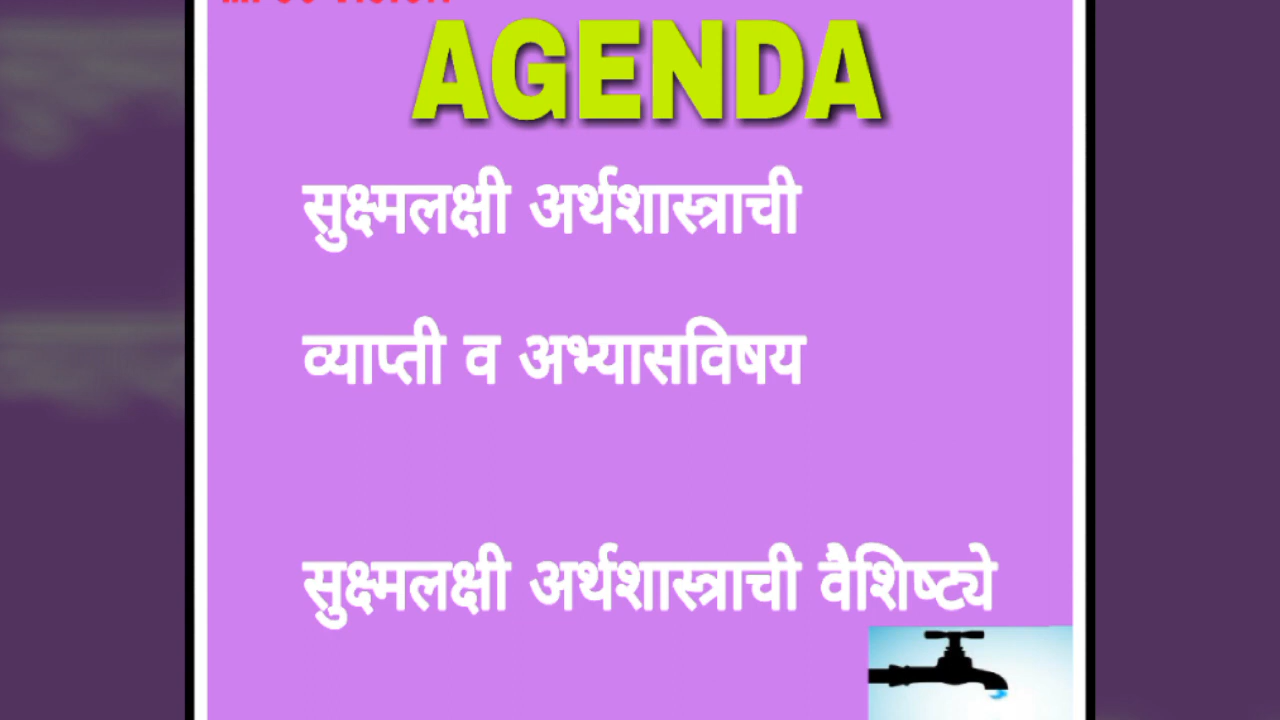 AGENDA
सुक्ष्मलक्षी अर्थशास्त्राची
व्याप्ती व अभ्यासविषय
सुक्ष्मलक्षी अर्थशास्त्राची वैशिष्ट्ये